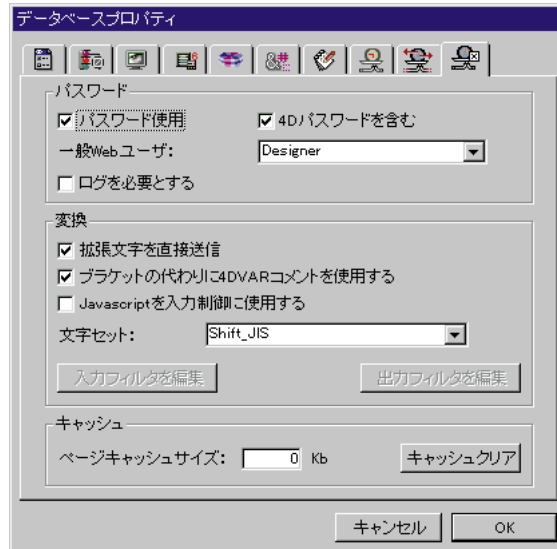 データベースプロパティ
パスワード
パスワード使用
4Dパスワードを含む
一般Webユーザ: Designer
ログを必要とする
変換
拡張文字を直接送信
ブラケットの代わりに4DVARコメントを使用する
Javascriptを入力制御に使用する
文字セット: Shift_JIS
入力フィルタを編集 出力フィルタを編集
キャッシュ
ページキャッシュサイズ: 0 Kb キャッシュクリア
キャンセル OK